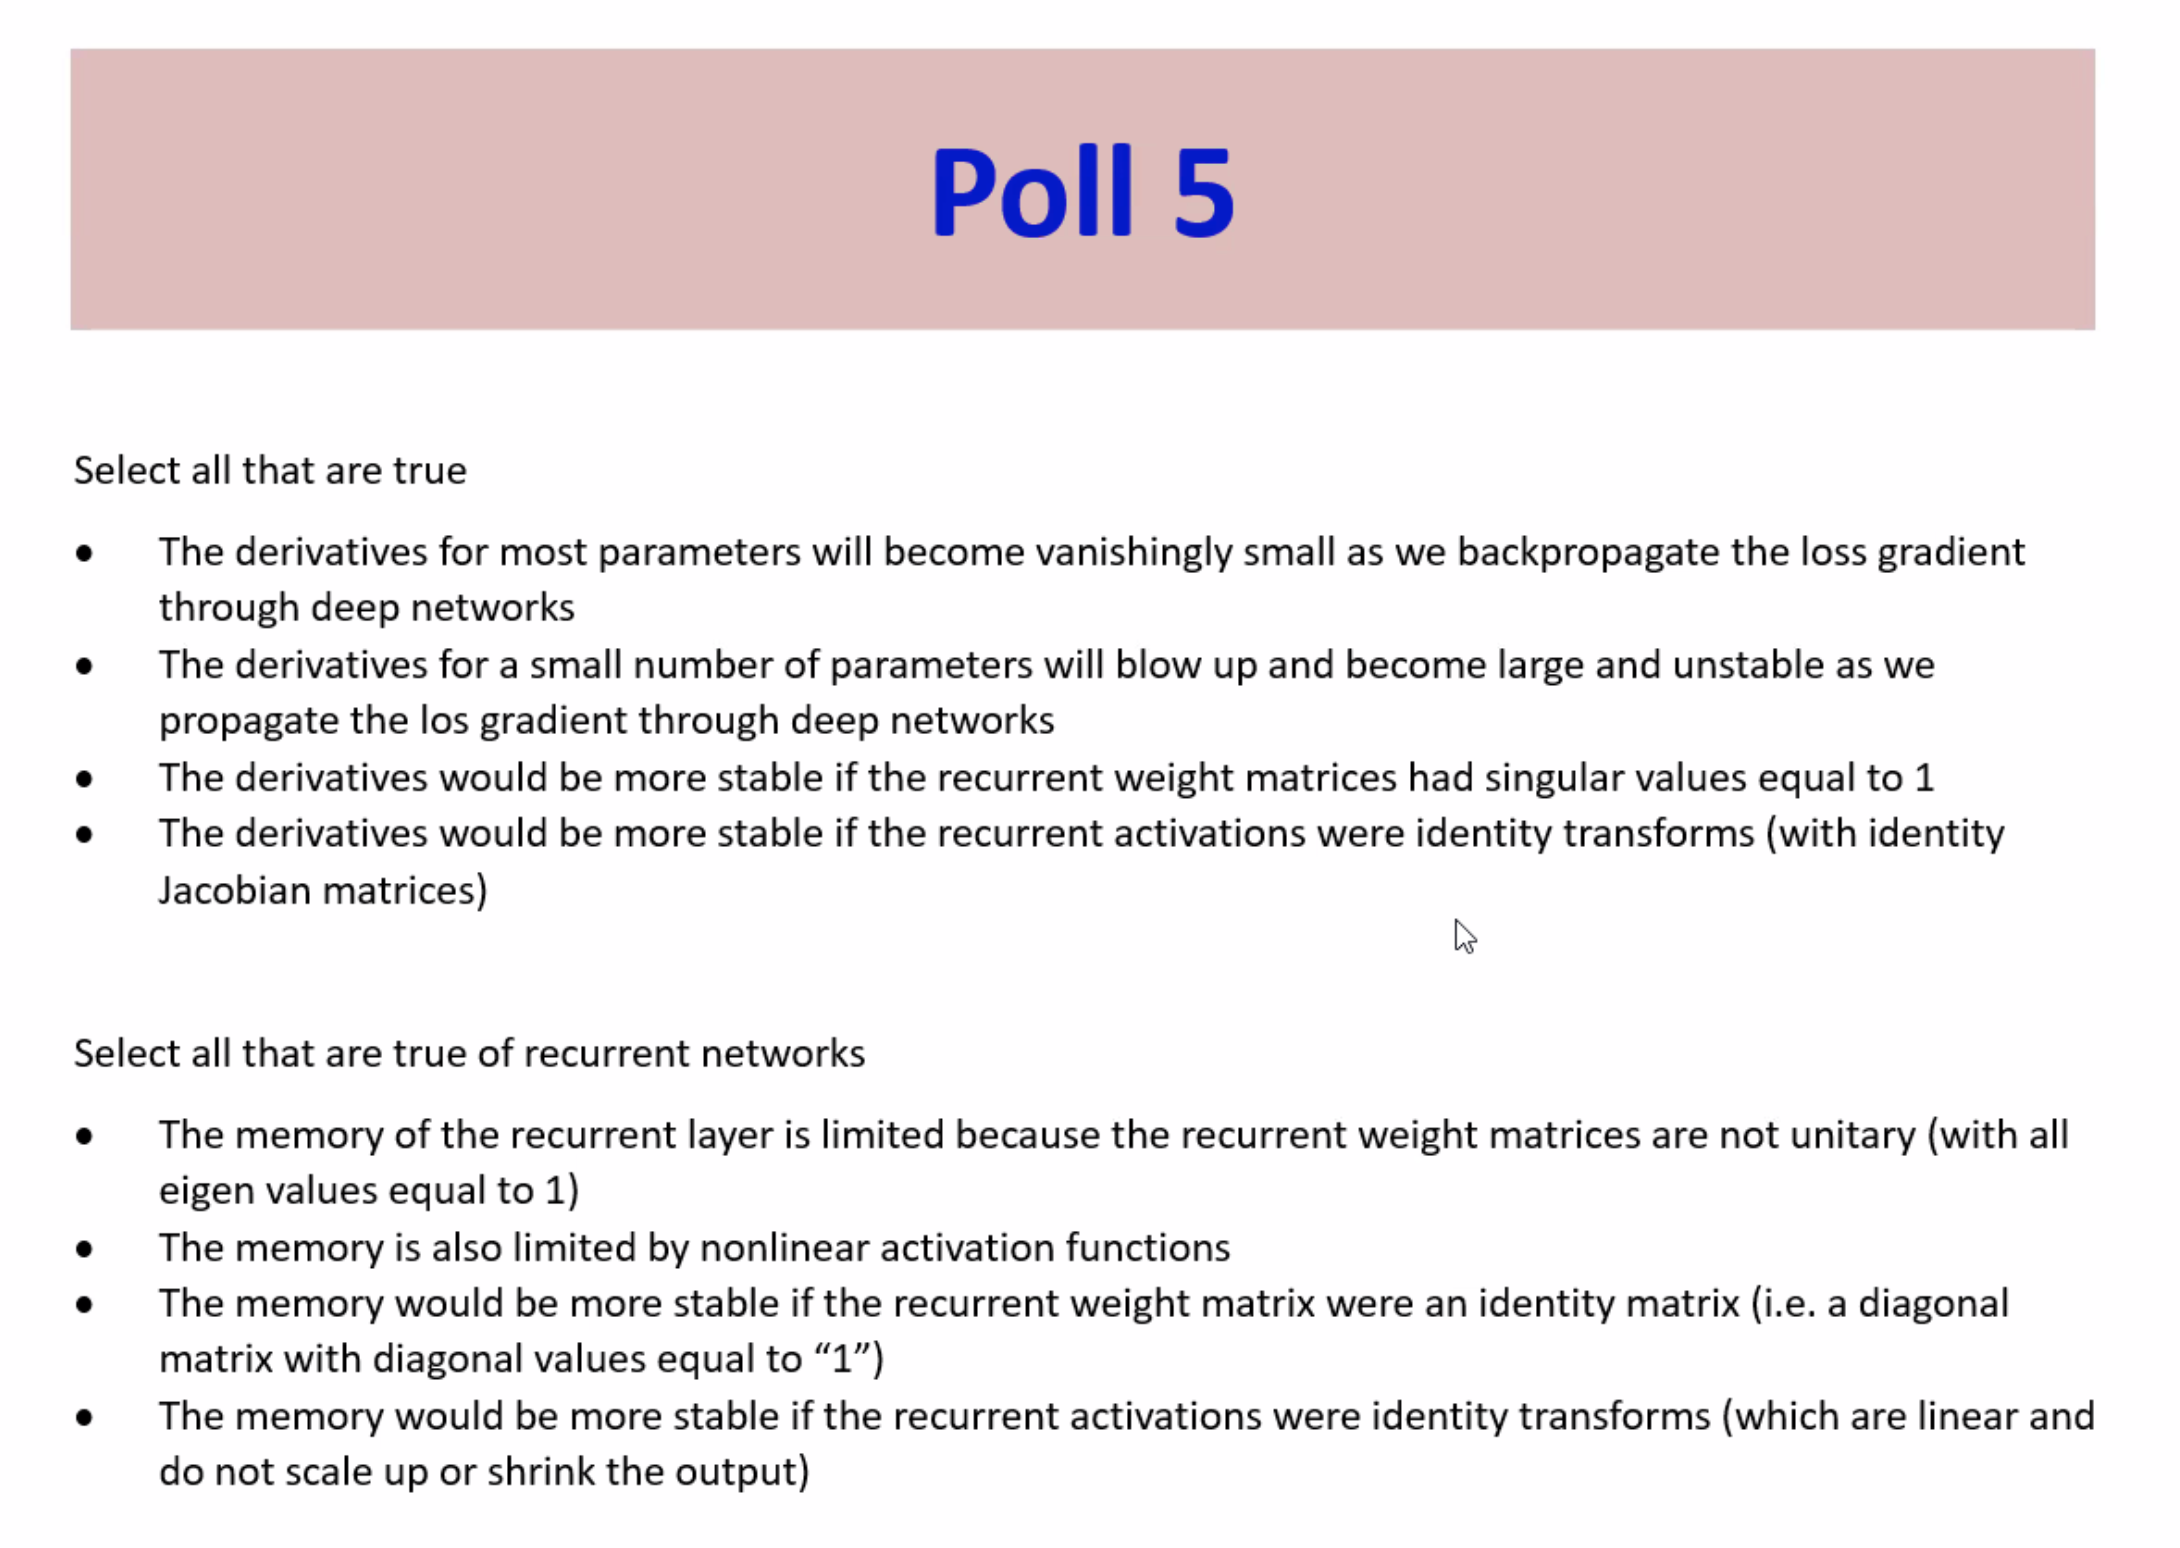 Poll 5
Select all that are true
• The derivatives for most parameters will become vanishingly small as we backpropagate the loss gradient
through deep networks
• The derivatives for a small number of parameters will blow up and become large and unstable as we
propagate the los gradient through deep networks
• The derivatives would be more stable if the recurrent weight matrices had singular values equal to 1
• The derivatives would be more stable if the recurrent activations were identity transforms (with identity
Jacobian matrices)
Select all that are true of recurrent networks
• The memory of the recurrent layer is limited because the recurrent weight matrices are not unitary (with all
eigen values equal to 1)
• The memory is also limited by nonlinear activation functions
• The memory would be more stable if the recurrent weight matrix were an identity matrix (i.e. a diagonal
matrix with diagonal values equal to “1”)
• The memory would be more stable if the recurrent activations were identity transforms (which are linear and
do not scale up or shrink the output)